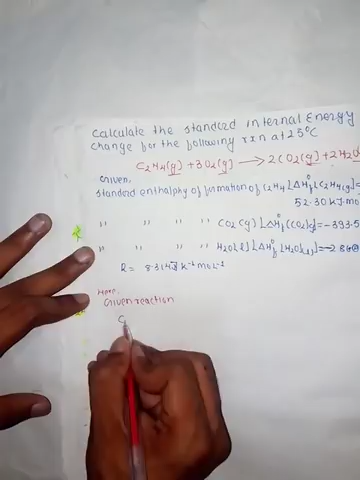 Calculate the standard internal Energy
change for the following rxn at 25°C
C₂H₄(g) + 3O₂(g) → 2CO₂(g) + 2H₂O
Given,
standard enthalphy of formation of C₂H₄ [ΔH°f (C₂H₄(g)] =
52.30 kJ mo
" " " " CO₂(g) [ΔH°f (CO₂)g] = -393.5
" " " " H₂O(l) [ΔH°f (H₂O(l))] =
R = 8.314 J k⁻¹ mol⁻¹
Here,
Given reaction
C